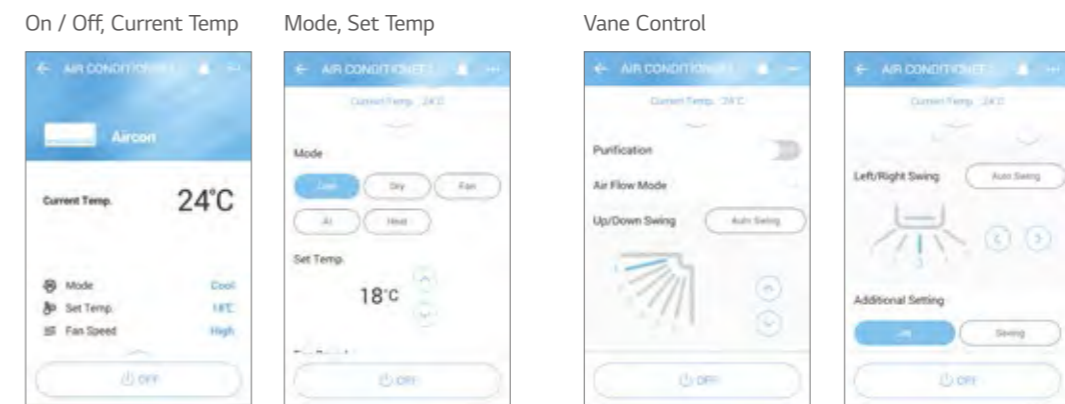 On / Off, Current Temp
Mode, Set Temp
Vane Control
AIR CONDITIONER
Aircon
Current Temp.
24°C
Mode
Cool
Set Temp.
18°C
Fan Speed
High
OFF
AIR CONDITIONER
Current Temp. 24°C
Mode
Cool
Dry
Fan
AI
Heat
Set Temp.
18°C
OFF
AIR CONDITIONER
Current Temp. 24°C
Purification
Air Flow Mode
Up/Down Swing
Auto Swing
OFF
AIR CONDITIONER
Current Temp. 24°C
Left/Right Swing
Auto Swing
Additional Setting
Jet
Saving
OFF